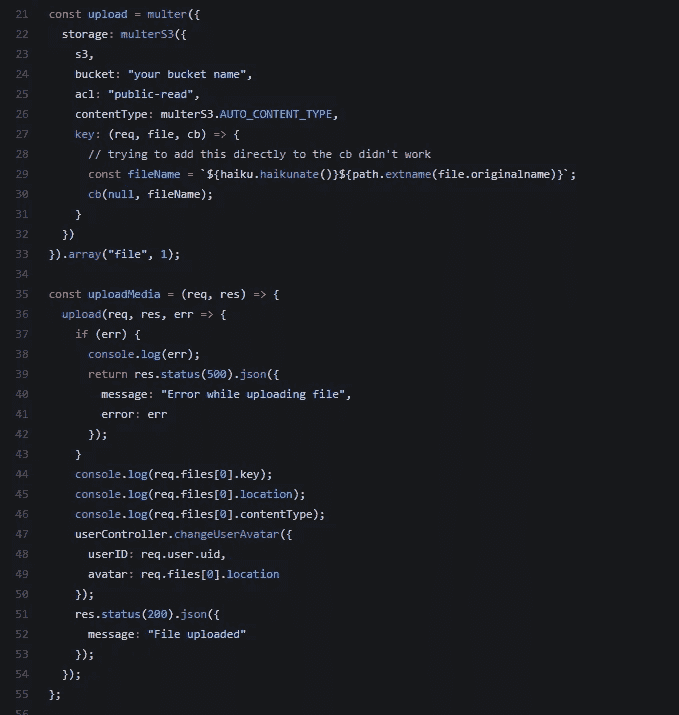 21 const upload = multer({
22   storage: multerS3({
23     s3,
24     bucket: "your bucket name",
25     acl: "public-read",
26     contentType: multerS3.AUTO_CONTENT_TYPE,
27     key: (req, file, cb) => {
28       // trying to add this directly to the cb didn't work
29       const fileName = `${haiku.haikunate()}${path.extname(file.originalname)}`;
30       cb(null, fileName);
31     }
32   })
33 }).array("file", 1);
34
35 const uploadMedia = (req, res) => {
36   upload(req, res, err => {
37     if (err) {
38       console.log(err);
39       return res.status(500).json({
40         message: "Error while uploading file",
41         error: err
42       });
43     }
44     console.log(req.files[0].key);
45     console.log(req.files[0].location);
46     console.log(req.files[0].contentType);
47     userController.changeUserAvatar({
48       userID: req.user.uid,
49       avatar: req.files[0].location
50     });
51     res.status(200).json({
52       message: "File uploaded"
53     });
54   });
55 };
56